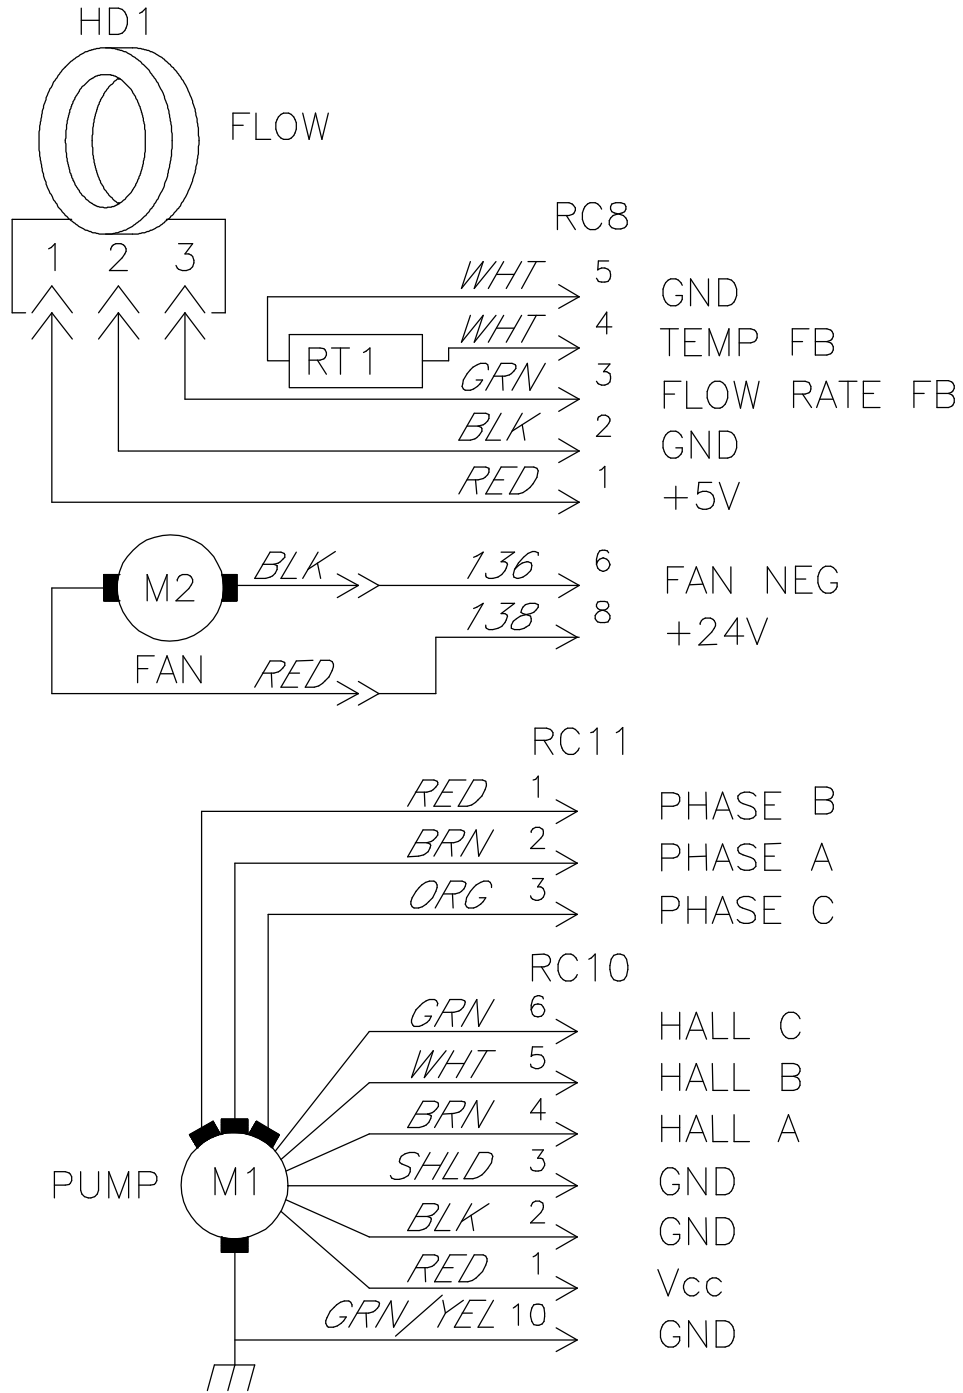 HD1
FLOW
RC8
1 2 3
WHT 5 GND
WHT 4 TEMP FB
RT1
GRN 3 FLOW RATE FB
BLK 2 GND
RED 1 +5V
M2 BLK 136 6 FAN NEG
138 8 +24V
FAN RED
RC11
RED 1 PHASE B
BRN 2 PHASE A
ORG 3 PHASE C
RC10
GRN 6 HALL C
WHT 5 HALL B
BRN 4 HALL A
PUMP M1 SHLD 3 GND
BLK 2 GND
RED 1 Vcc
GRN/YEL 10 GND